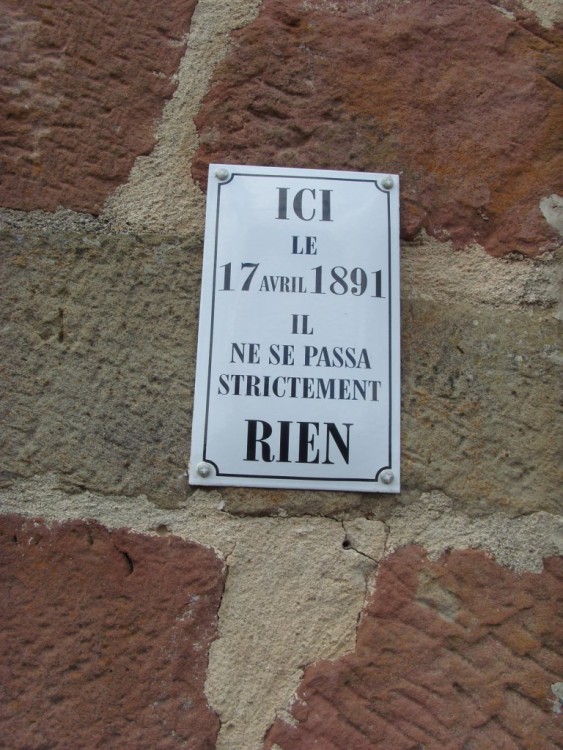 ICI
LE
17 AVRIL 1891
IL
NE SE PASSA
STRICTEMENT
RIEN